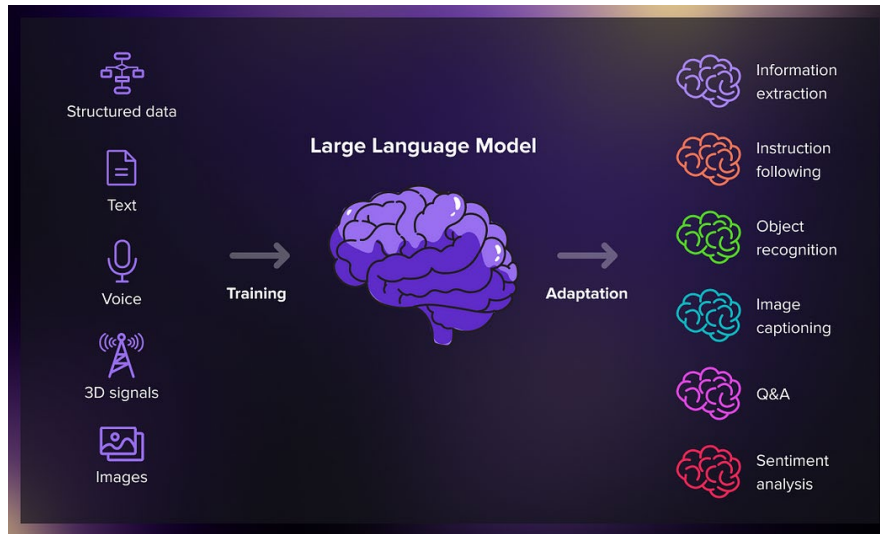 Structured data
Text
Voice
3D signals
Images
Training
Large Language Model
Adaptation
Information
extraction
Instruction
following
Object
recognition
Image
captioning
Q&A
Sentiment
analysis